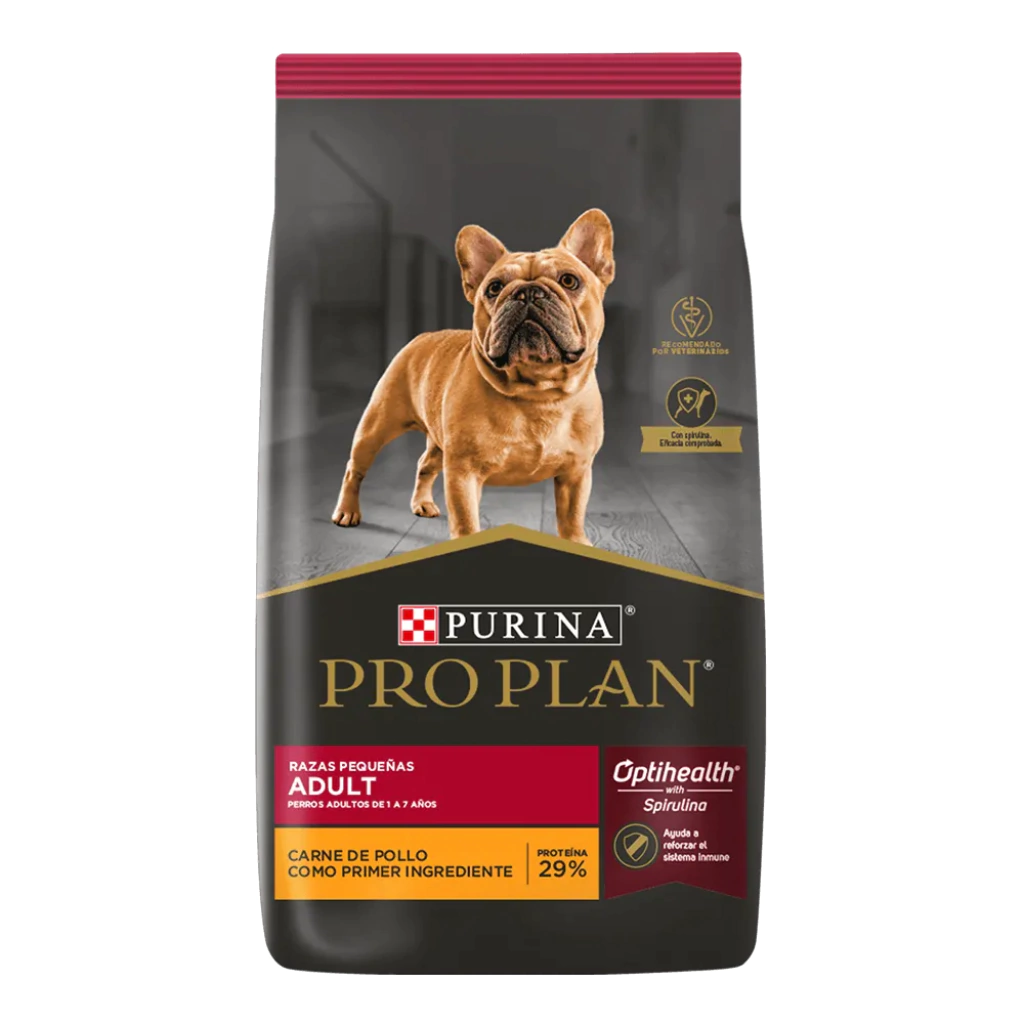 RECOMENDADO
POR VETERINARIOS
Con spirulina.
Eficacia comprobada.
PURINA®
PRO PLAN®
RAZAS PEQUEÑAS
ADULT
PERROS ADULTOS DE 1 A 7 AÑOS
CARNE DE POLLO
COMO PRIMER INGREDIENTE
PROTEÍNA
29%
Optihealth®
with
Spirulina
Ayuda a
reforzar el
sistema inmune